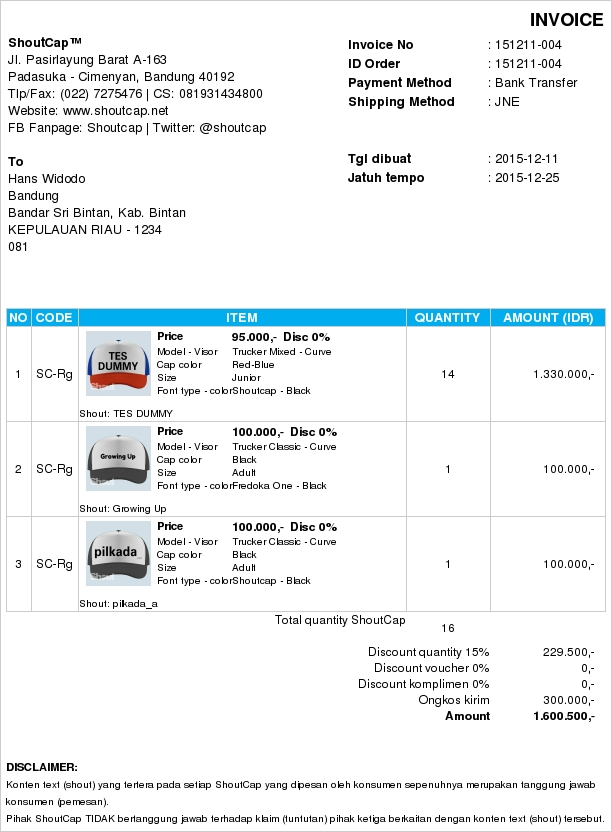 INVOICE
ShoutCap™
Jl. Pasirlayung Barat A-163
Padasuka - Cimenyan, Bandung 40192
Tlp/Fax: (022) 7275476 | CS: 081931434800
Website: www.shoutcap.net
FB Fanpage: Shoutcap | Twitter: @shoutcap
Invoice No : 151211-004
ID Order : 151211-004
Payment Method : Bank Transfer
Shipping Method : JNE
To
Hans Widodo
Bandung
Bandar Sri Bintan, Kab. Bintan
KEPULAUAN RIAU - 1234
081
Tgl dibuat : 2015-12-11
Jatuh tempo : 2015-12-25
NO CODE ITEM QUANTITY AMOUNT (IDR)
TES
DUMMY
Price 95.000,- Disc 0%
Model - Visor Trucker Mixed - Curve
Cap color Red-Blue
1 SC-Rg Size Junior 14 1.330.000,-
Font type - color Shoutcap - Black
Shout: TES DUMMY
Growing Up
Price 100.000,- Disc 0%
Model - Visor Trucker Classic - Curve
Cap color Black
2 SC-Rg Size Adult 1 100.000,-
Font type - color Fredoka One - Black
Shout: Growing Up
pilkada_
Price 100.000,- Disc 0%
Model - Visor Trucker Classic - Curve
Cap color Black
3 SC-Rg Size Adult 1 100.000,-
Font type - color Shoutcap - Black
Shout: pilkada_a
Total quantity ShoutCap 16
Discount quantity 15% 229.500,-
Discount voucher 0% 0,-
Discount komplimen 0% 0,-
Ongkos kirim 300.000,-
Amount 1.600.500,-
DISCLAIMER:
Konten text (shout) yang tertera pada setiap ShoutCap yang dipesan oleh konsumen sepenuhnya merupakan tanggung jawab
konsumen (pemesan).
Pihak ShoutCap TIDAK bertanggung jawab terhadap klaim (tuntutan) pihak ketiga berkaitan dengan konten text (shout) tersebut.